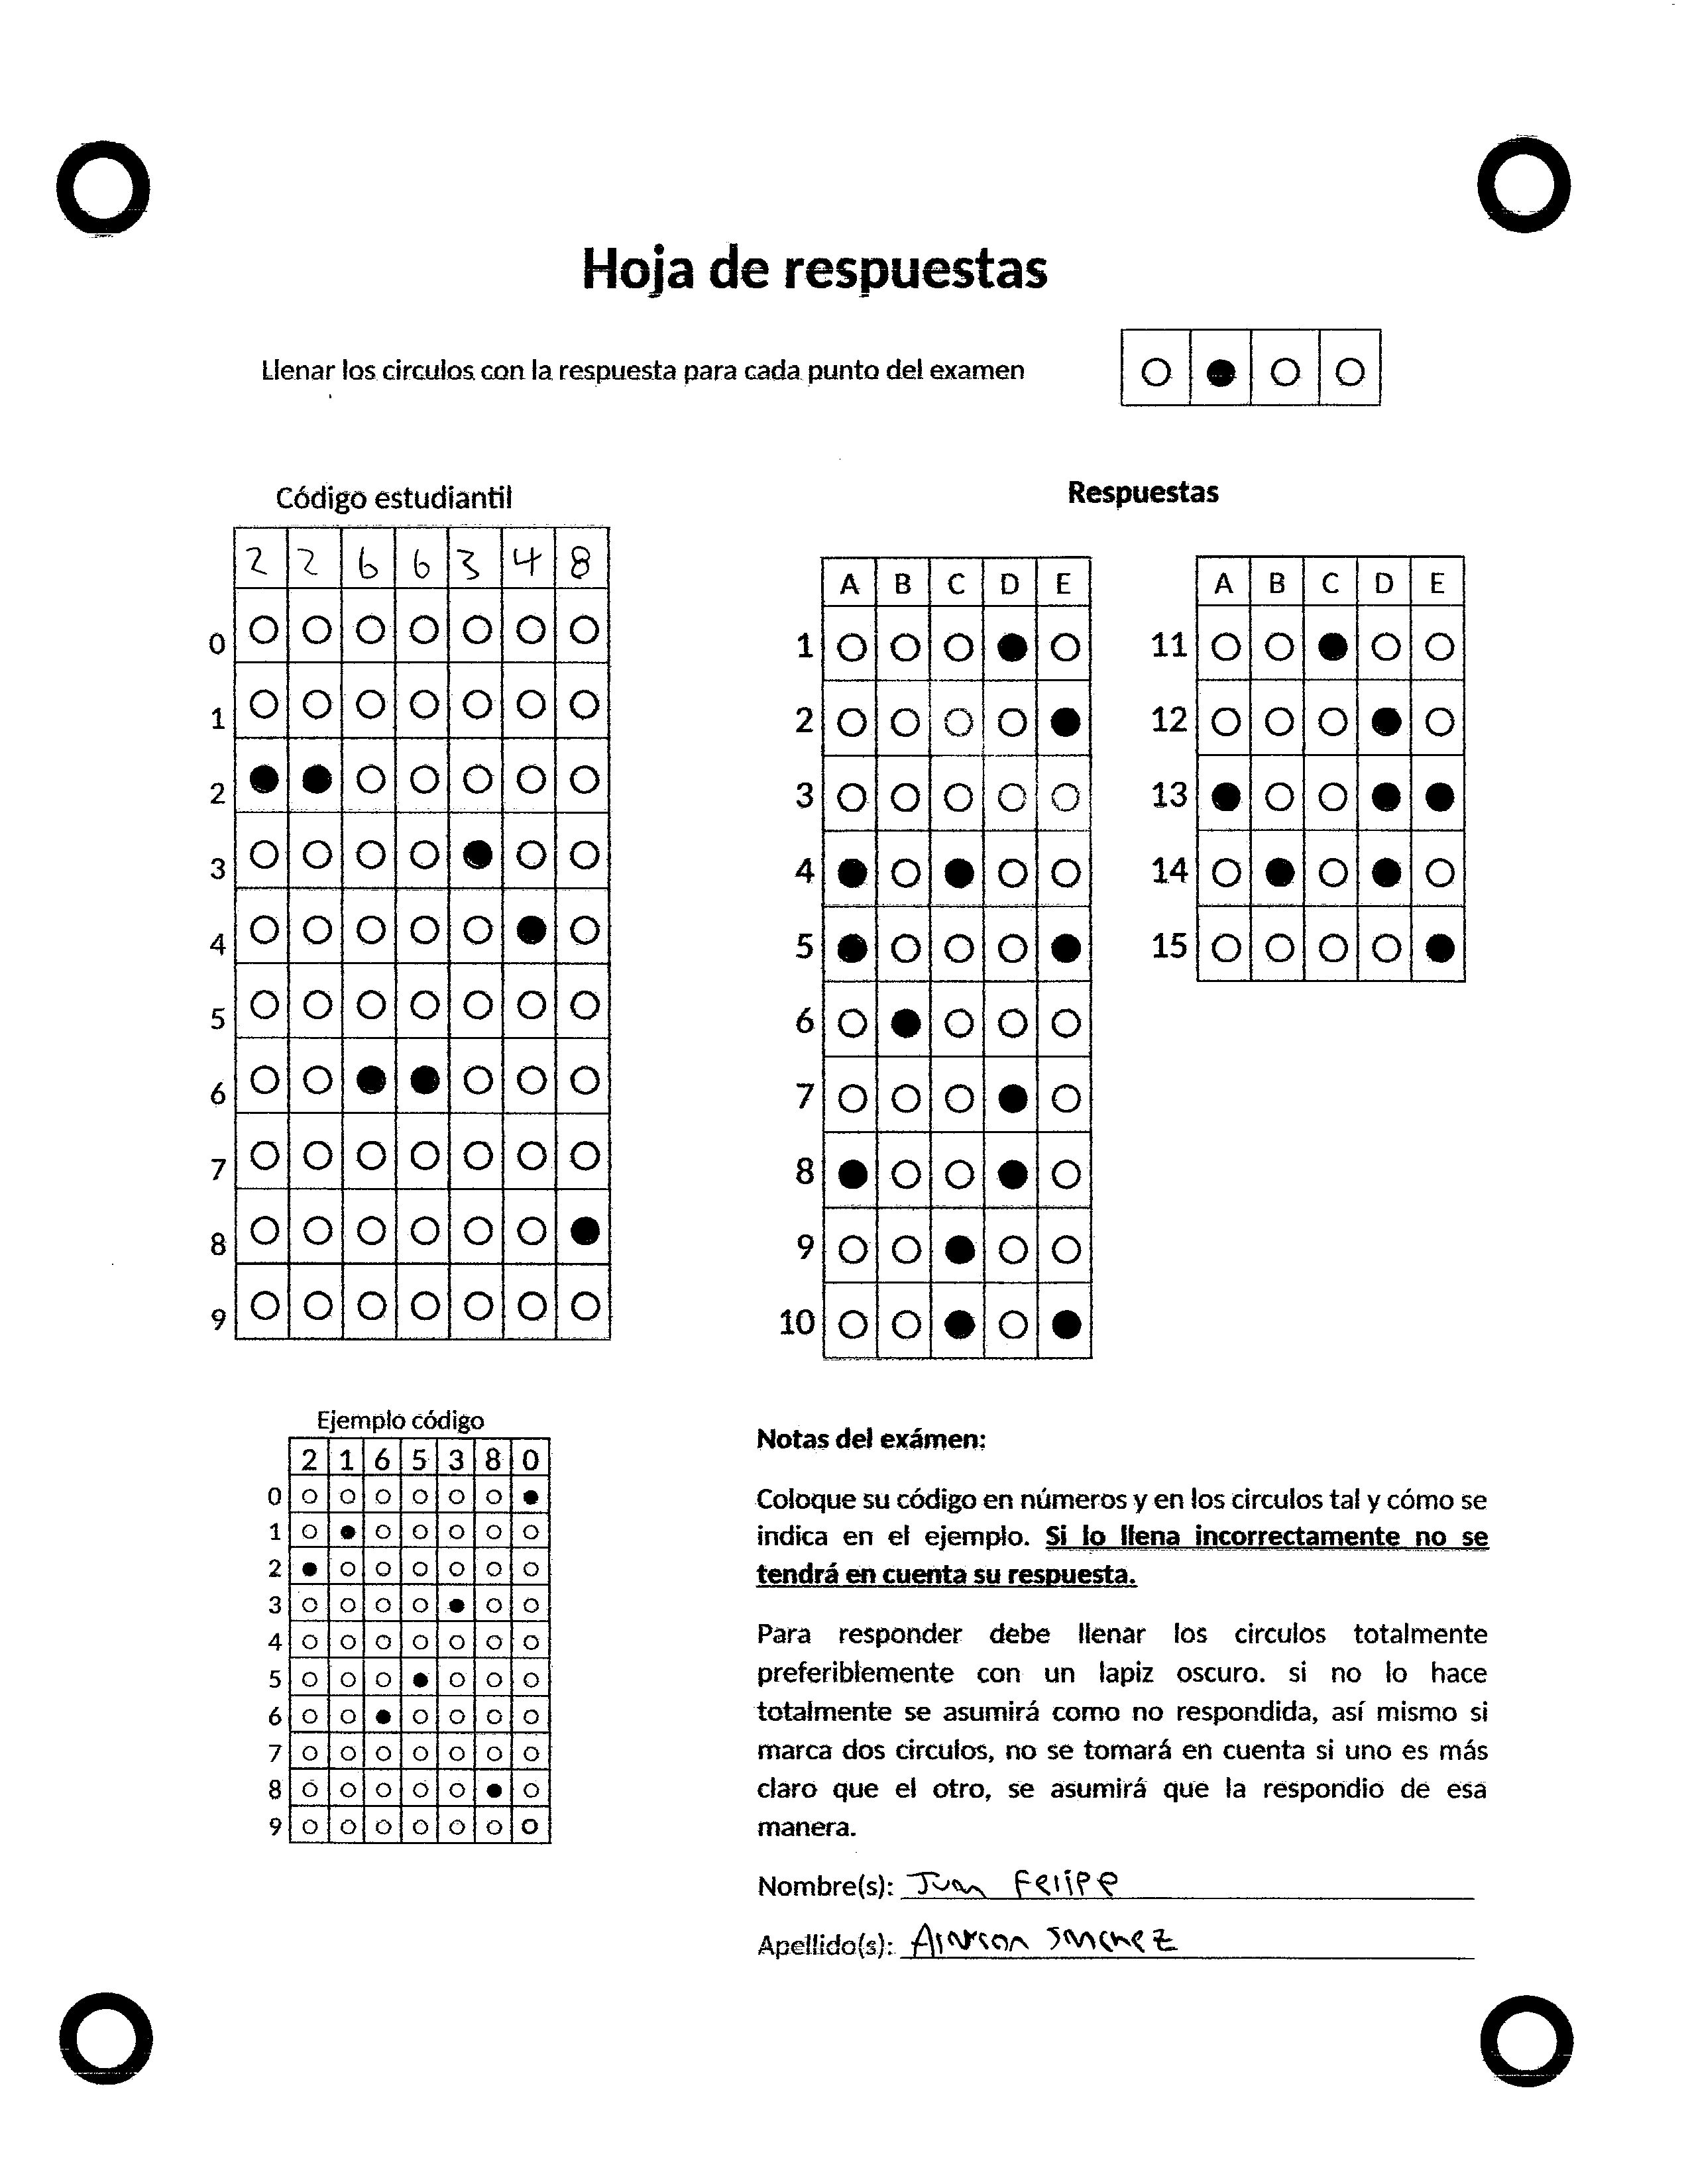 Hoja de respuestas
Llenar los circulos con la respuesta para cada punto del examen
Código estudiantil
2 2 6 6 3 4 8
0
1
2
3
4
5
6
7
8
9
Respuestas
A B C D E
1
2
3
4
5
6
7
8
9
10
A B C D E
11
12
13
14
15
Ejemplo código
2 1 6 5 3 8 0
0
1
2
3
4
5
6
7
8
9
Notas del exámen:
Coloque su código en números y en los circulos tal y cómo se
indica en el ejemplo. Si lo llena incorrectamente no se
tendrá en cuenta su respuesta.
Para responder debe llenar los circulos totalmente
preferiblemente con un lapiz oscuro. si no lo hace
totalmente se asumirá como no respondida, así mismo si
marca dos circulos, no se tomará en cuenta si uno es más
claro que el otro, se asumirá que la respondio de esa
manera.
Nombre(s): Juan Felipe
Apellido(s):